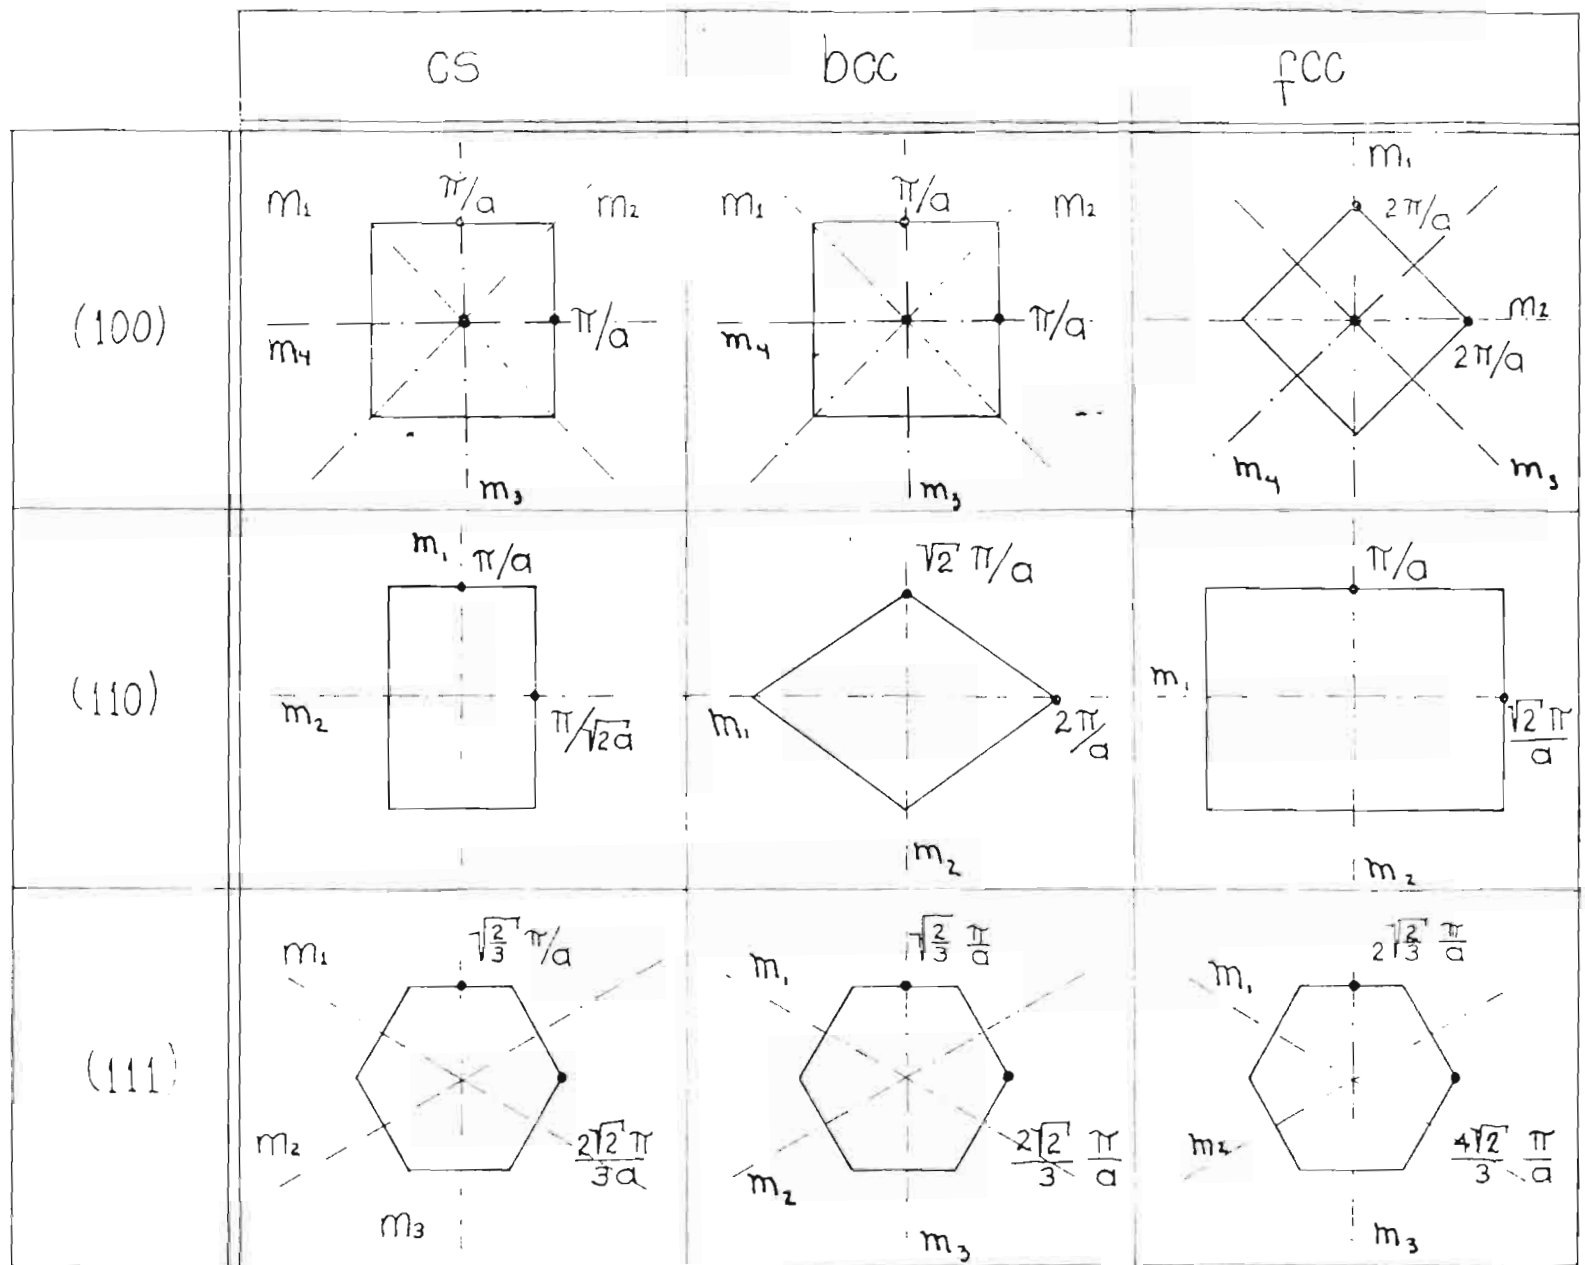 cs bcc fcc
(100)
m₁ π/a m₂
π/a
m₄
m₃
m₁ π/a m₂
π/a
m₄
m₃
m₁
2π/a
m₂
2π/a
m₄ m₃
(110)
m₁ π/a
m₂ π/√2a
√2 π/a
m₁ 2π/a
m₂
π/a
m₁
√2 π/a
m₂
(111)
√(2/3) π/a
m₁
m₂ 2√2 π/3a
m₃
√(2/3) π/a
m₁
m₂ 2√2/3 π/a
m₃
2√(2/3) π/a
m₁
m₂ 4√2/3 π/a
m₃